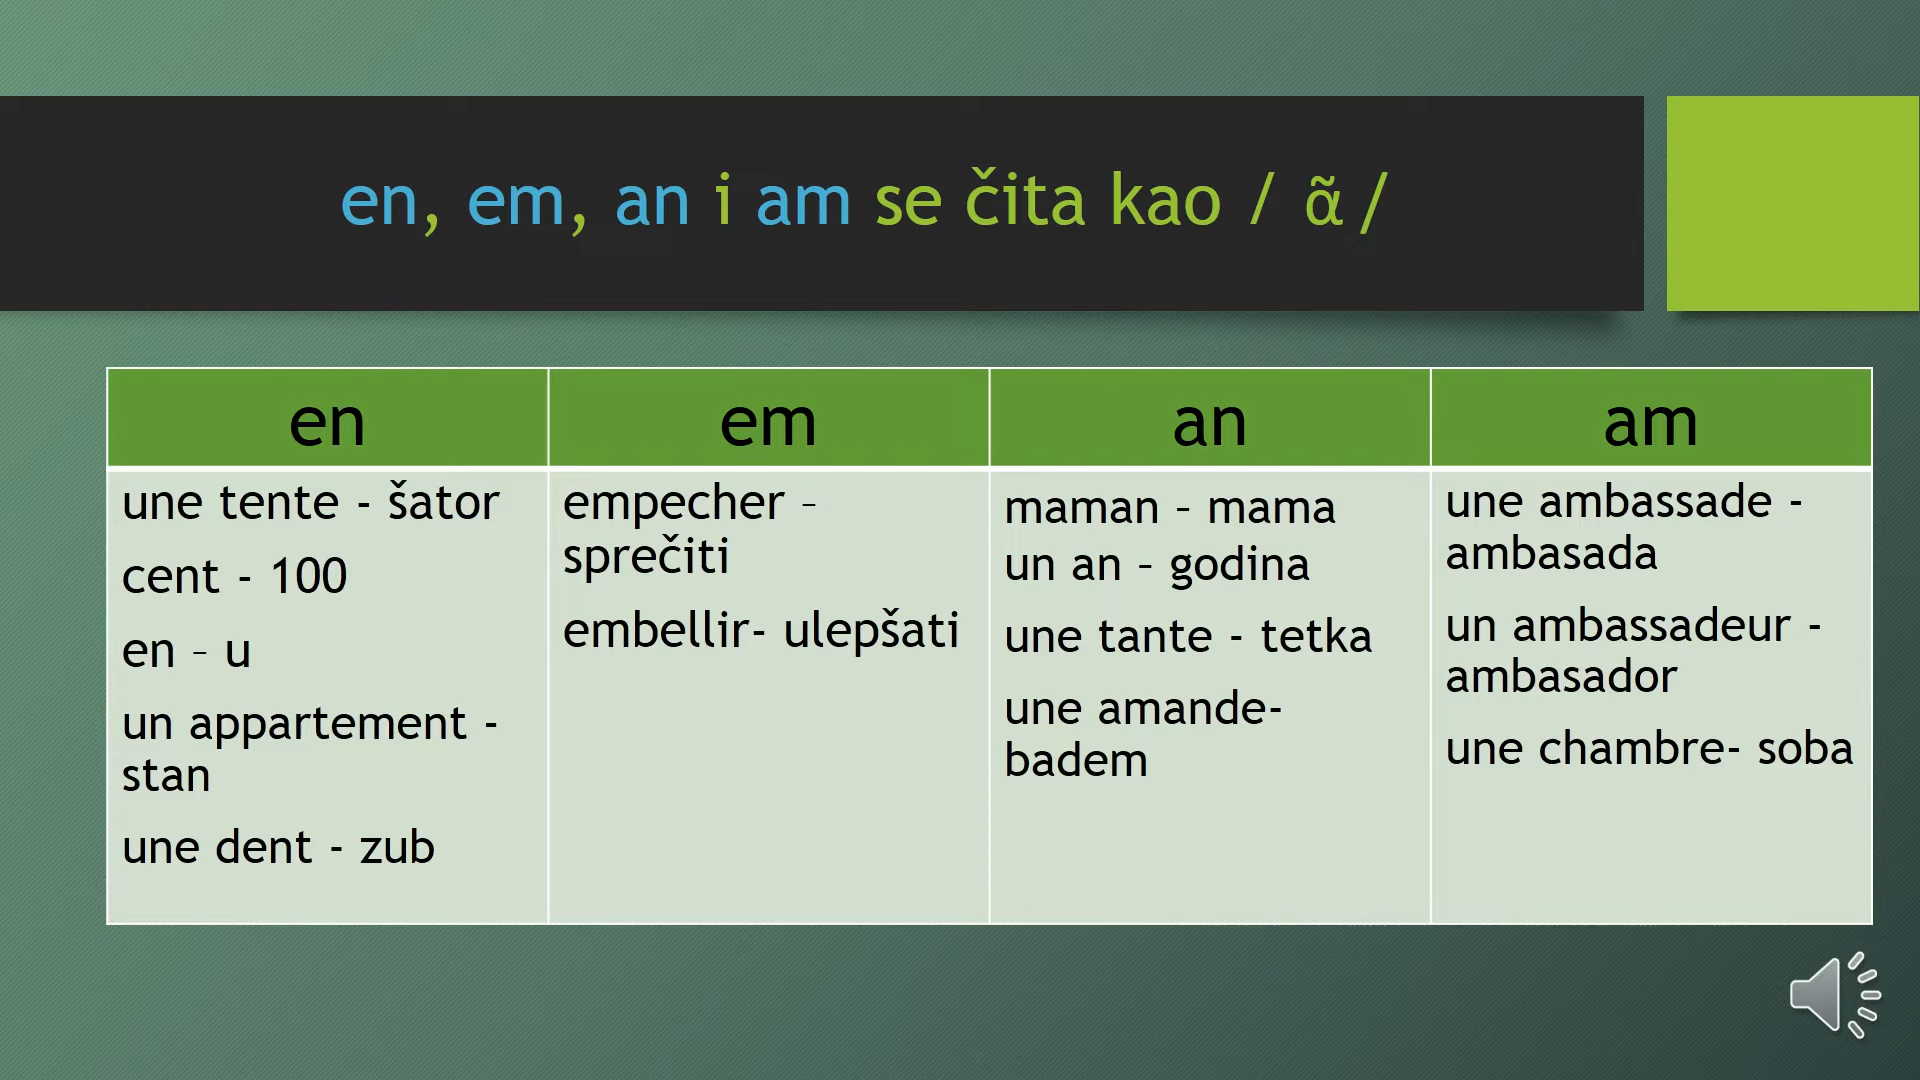 en, em, an i am se čita kao / ᾶ /
en
em
an
am
une tente - šator
cent - 100
en – u
un appartement -
stan
une dent - zub
empecher –
sprečiti
embellir- ulepšati
maman – mama
un an – godina
une tante - tetka
une amande-
badem
une ambassade -
ambasada
un ambassadeur -
ambasador
une chambre- soba